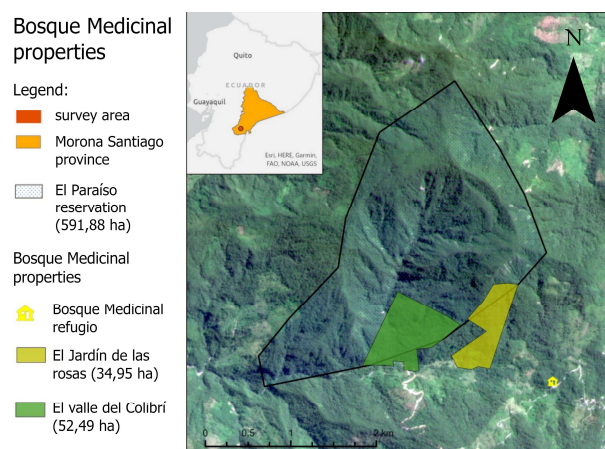 Bosque Medicinal
properties
Legend:
survey area
Morona Santiago
province
El Paraíso
reservation
(591,88 ha)
Bosque Medicinal
properties
Bosque Medicinal
refugio
El Jardín de las
rosas (34,95 ha)
El valle del Colibrí
(52,49 ha)
Quito
ECUADOR
Guayaquil
Esri, HERE, Garmin,
FAO, NOAA, USGS
N
0 0.5 1 2 km